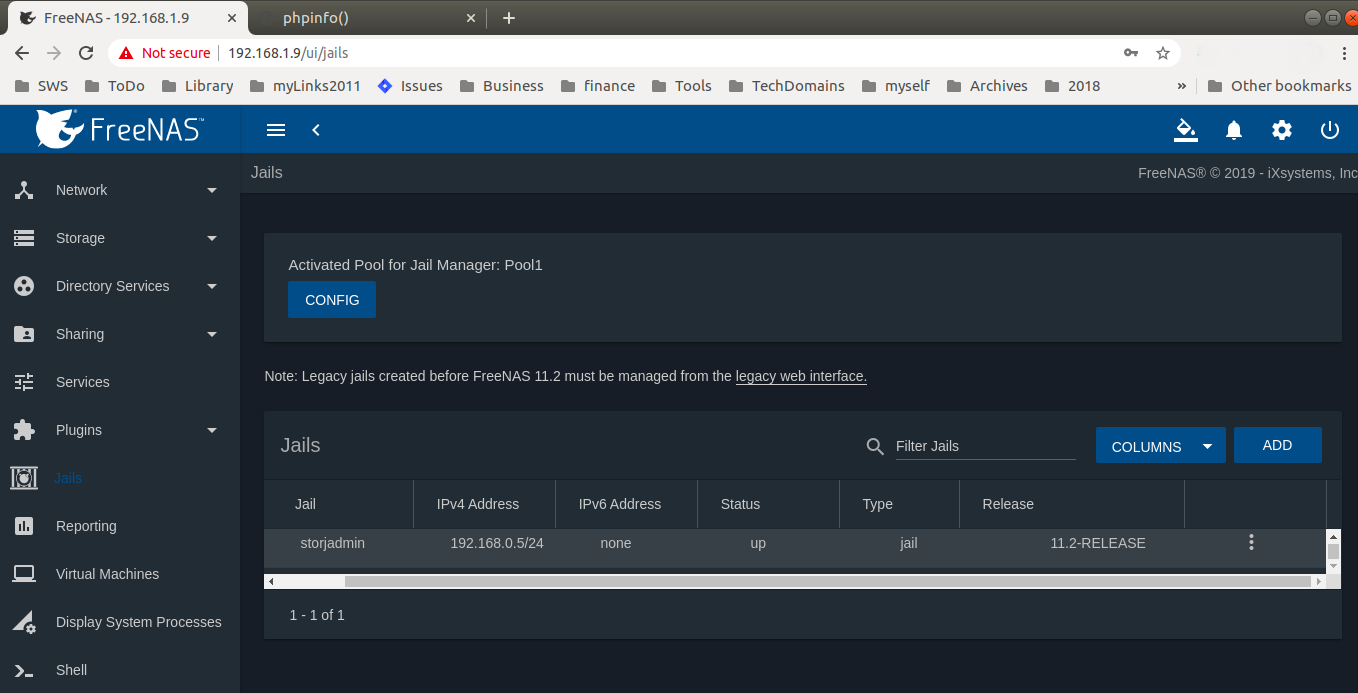 FreeNAS - 192.168.1.9
phpinfo()
Not secure
192.168.1.9/ui/jails
SWS ToDo Library myLinks2011 Issues Business finance Tools TechDomains myself Archives 2018 » Other bookmarks
FreeNAS®™
Jails
FreeNAS® © 2019 - iXsystems, Inc
Network
Storage
Directory Services
Sharing
Services
Plugins
Jails
Reporting
Virtual Machines
Display System Processes
Shell
Activated Pool for Jail Manager: Pool1
CONFIG
Note: Legacy jails created before FreeNAS 11.2 must be managed from the legacy web interface.
Jails
Filter Jails
COLUMNS
ADD
Jail IPv4 Address IPv6 Address Status Type Release
storjadmin 192.168.0.5/24 none up jail 11.2-RELEASE
1 - 1 of 1